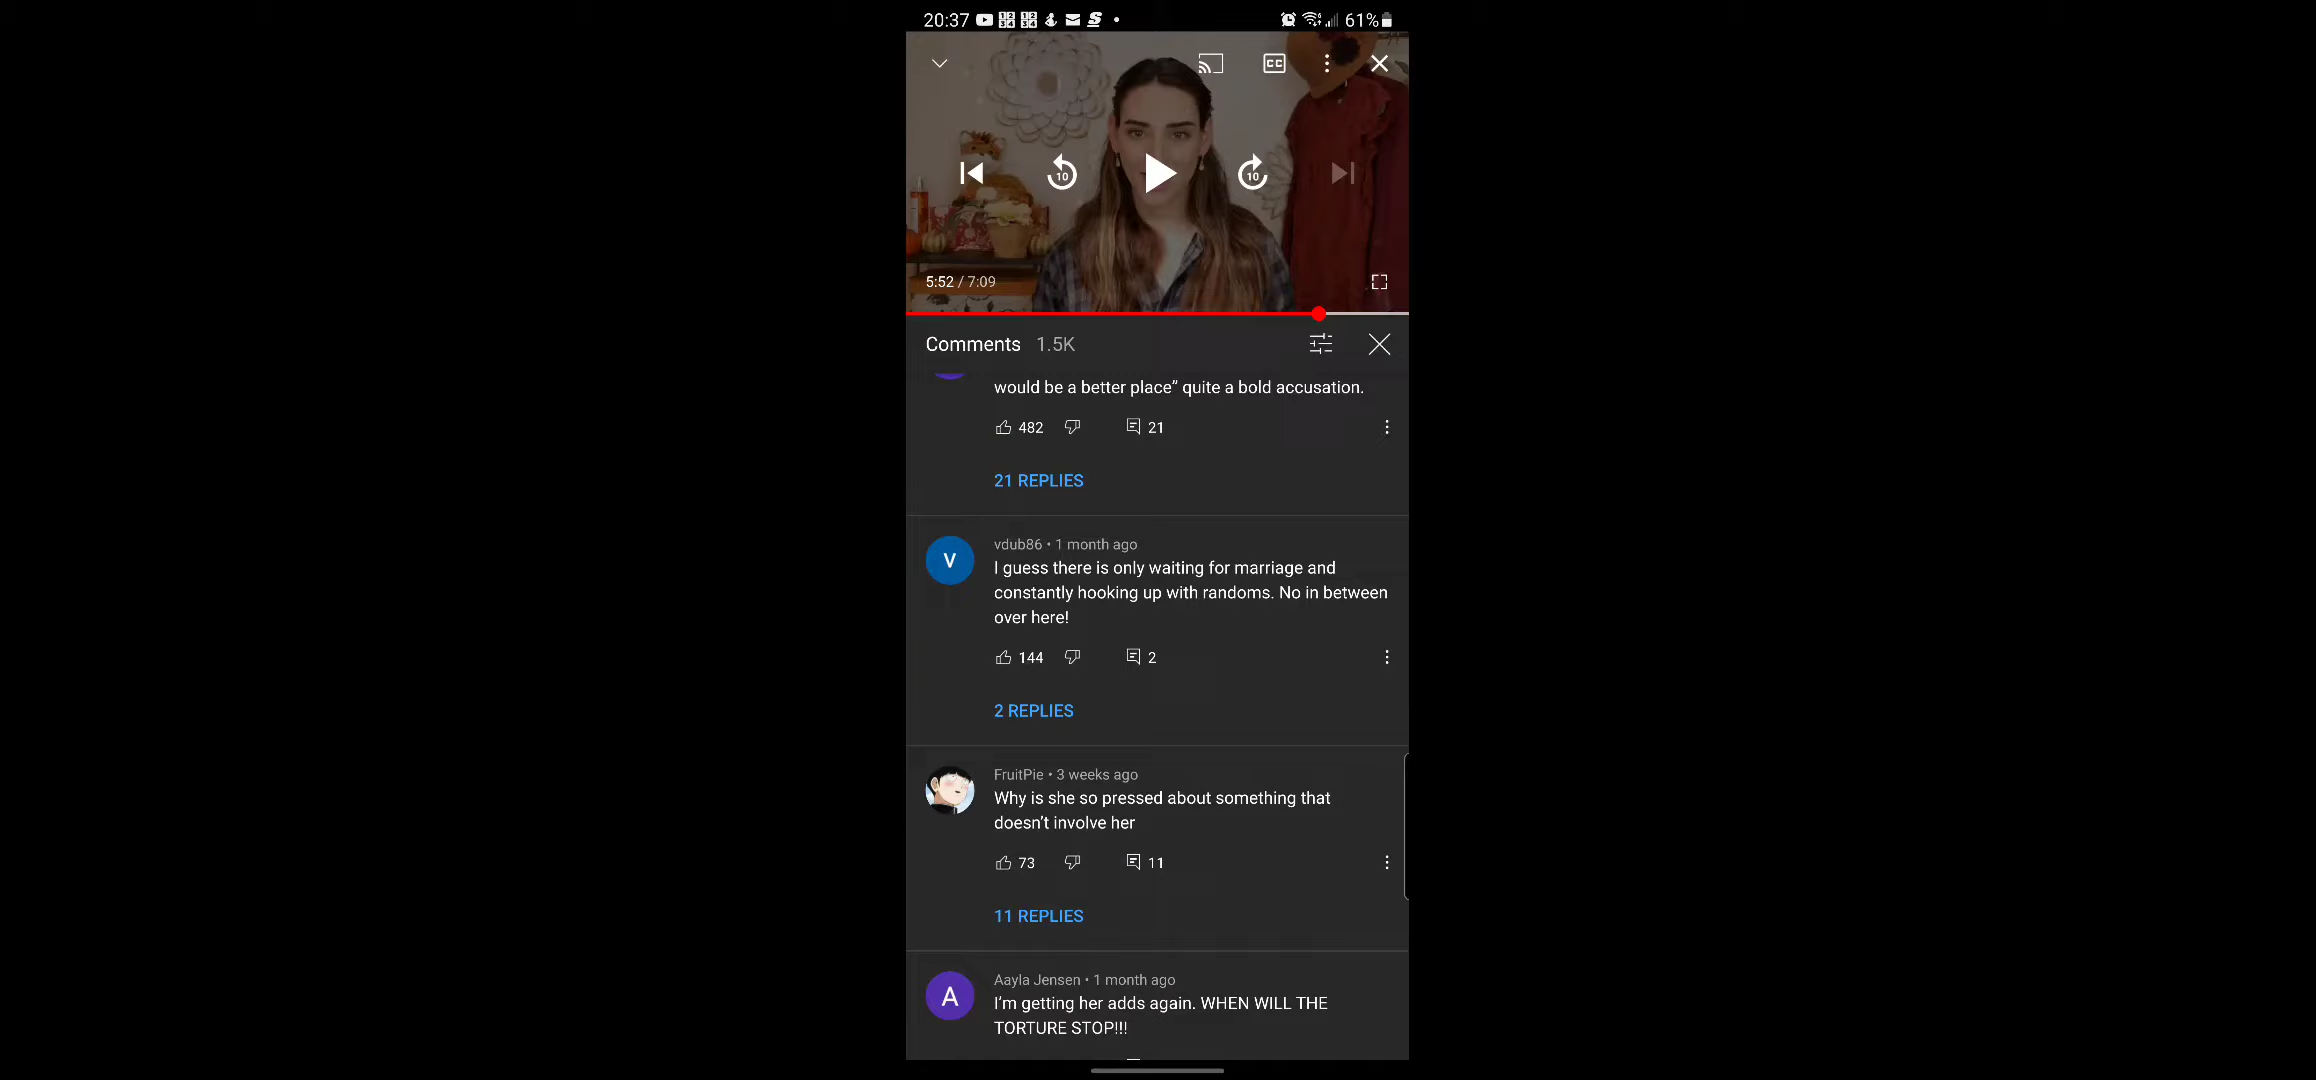 20:37
61%
CC
10
10
5:52 / 7:09
Comments 1.5K
would be a better place” quite a bold accusation.
482
21
21 REPLIES
V
vdub86 • 1 month ago
I guess there is only waiting for marriage and
constantly hooking up with randoms. No in between
over here!
144
2
2 REPLIES
FruitPie • 3 weeks ago
Why is she so pressed about something that
doesn’t involve her
73
11
11 REPLIES
A
Aayla Jensen • 1 month ago
I’m getting her adds again. WHEN WILL THE
TORTURE STOP!!!